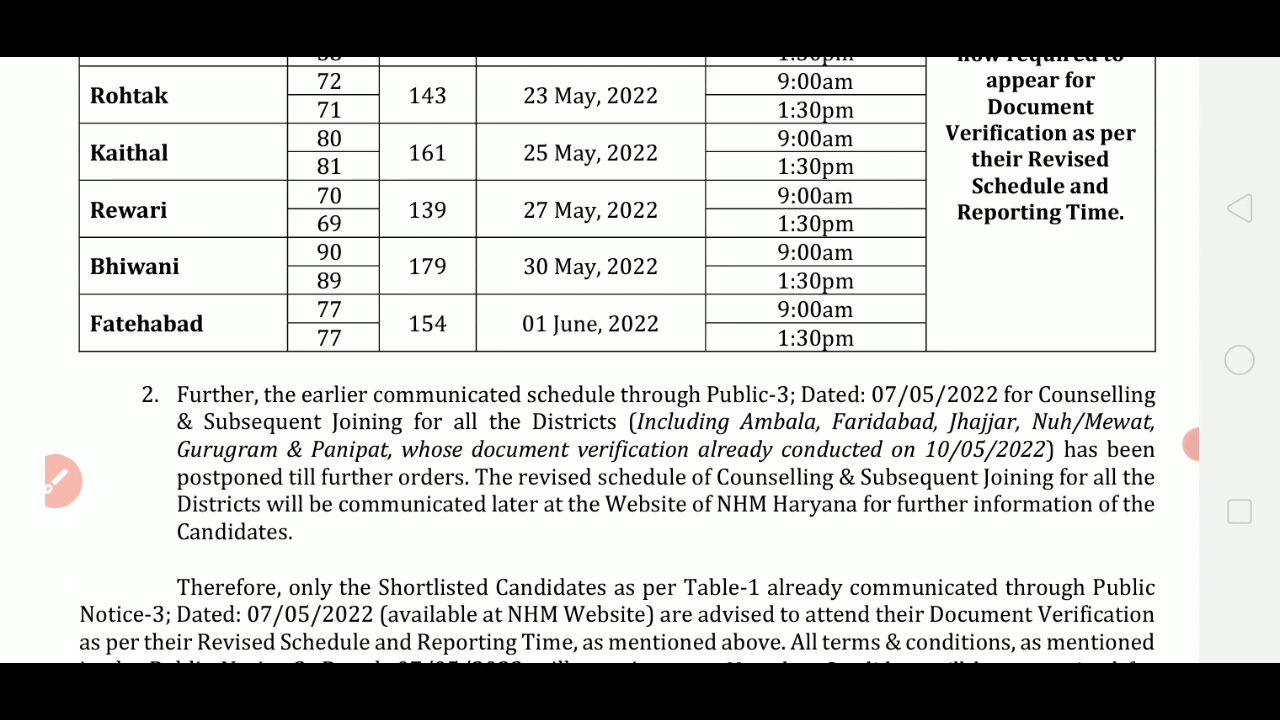 now required to
72 9:00am appear for
Rohtak 143 23 May, 2022 Document
71 1:30pm
80 9:00am Verification as per
Kaithal 161 25 May, 2022 their Revised
81 1:30pm
70 9:00am Schedule and
Rewari 139 27 May, 2022 Reporting Time.
69 1:30pm
90 9:00am
Bhiwani 179 30 May, 2022
89 1:30pm
77 9:00am
Fatehabad 154 01 June, 2022
77 1:30pm
2. Further, the earlier communicated schedule through Public-3; Dated: 07/05/2022 for Counselling
& Subsequent Joining for all the Districts (Including Ambala, Faridabad, Jhajjar, Nuh/Mewat,
Gurugram & Panipat, whose document verification already conducted on 10/05/2022) has been
postponed till further orders. The revised schedule of Counselling & Subsequent Joining for all the
Districts will be communicated later at the Website of NHM Haryana for further information of the
Candidates.
Therefore, only the Shortlisted Candidates as per Table-1 already communicated through Public
Notice-3; Dated: 07/05/2022 (available at NHM Website) are advised to attend their Document Verification
as per their Revised Schedule and Reporting Time, as mentioned above. All terms & conditions, as mentioned